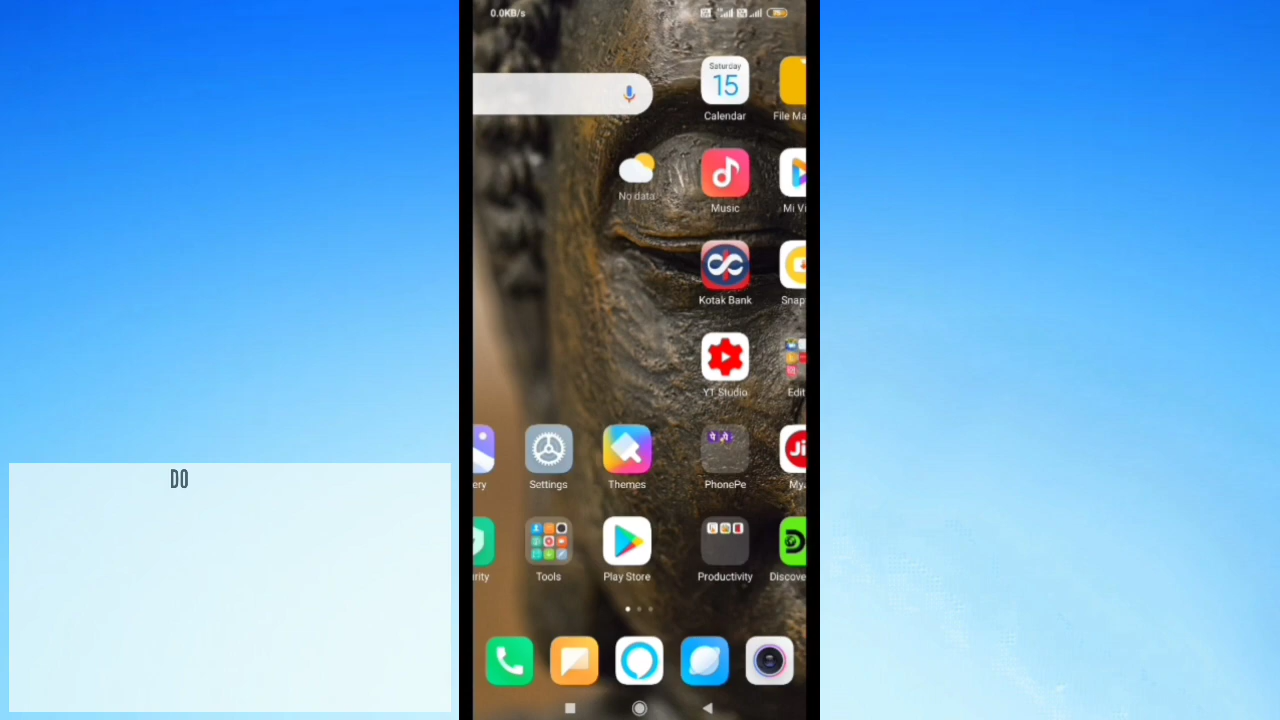 0.0KB/s
Saturday
15
Calendar
File Ma
No data
Music
Mi Vi
Kotak Bank
Snap
YT Studio
Edit
ery
Settings
Themes
PhonePe
Ji
My
DO
rity
Tools
Play Store
Productivity
Discove